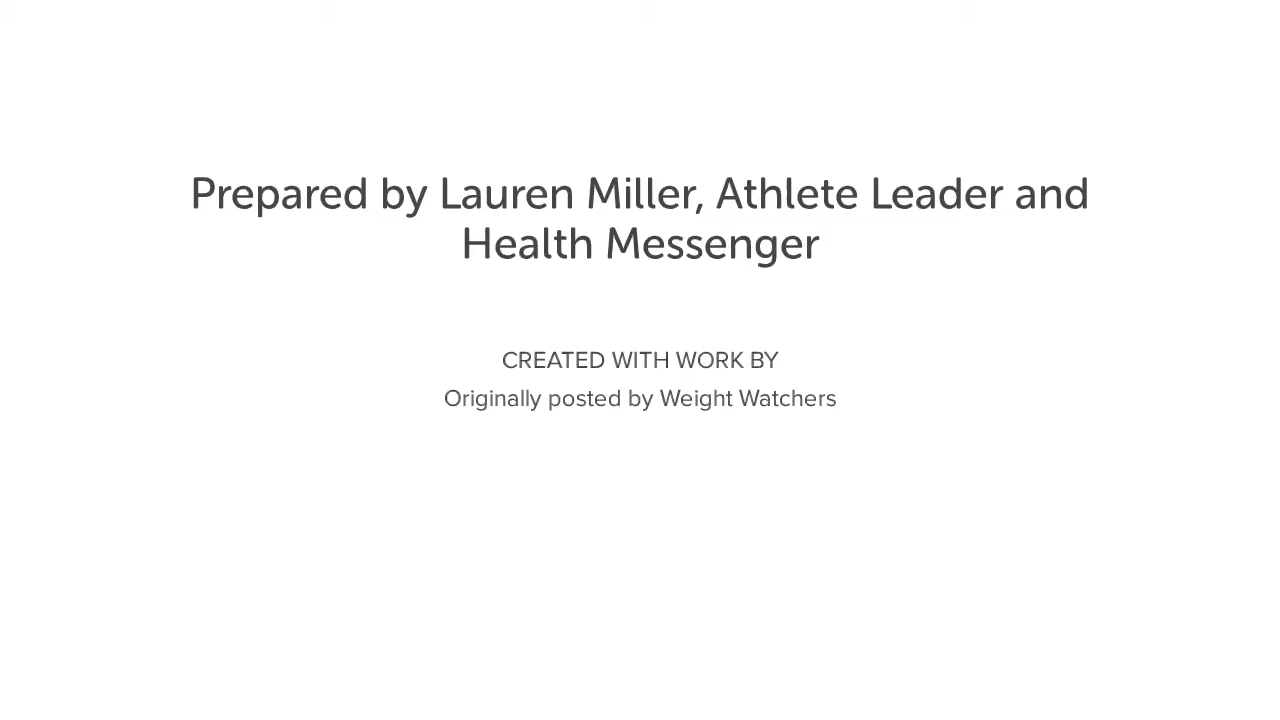 Prepared by Lauren Miller, Athlete Leader and
Health Messenger
CREATED WITH WORK BY
Originally posted by Weight Watchers